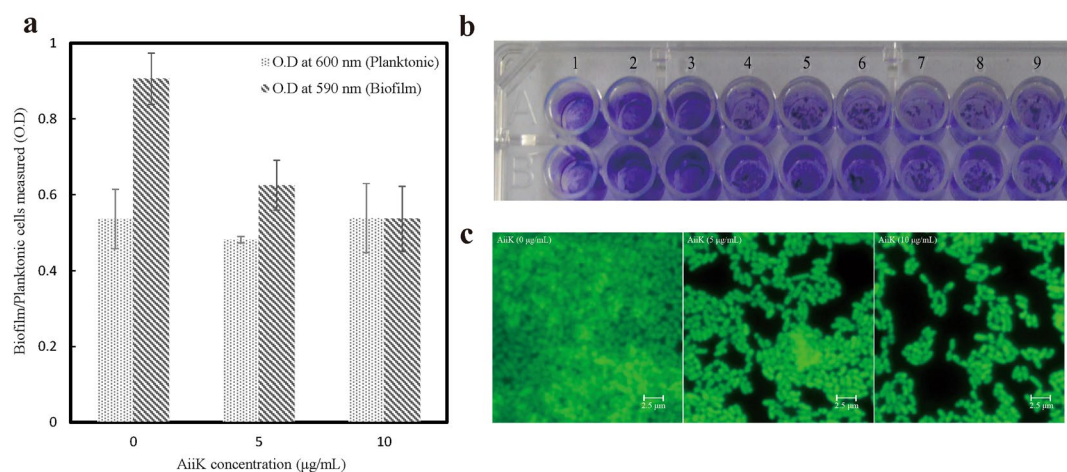 a
1
0.8
0.6
0.4
0.2
0
Biofilm/Planktonic cells measured (O.D)
O.D at 600 nm (Planktonic)
O.D at 590 nm (Biofilm)
0 5 10
AiiK concentration (μg/mL)
b
1 2 3 4 5 6 7 8 9
A
B
c
AiiK (0 μg/mL)
2.5 μm
AiiK (5 μg/mL)
2.5 μm
AiiK (10 μg/mL)
2.5 μm